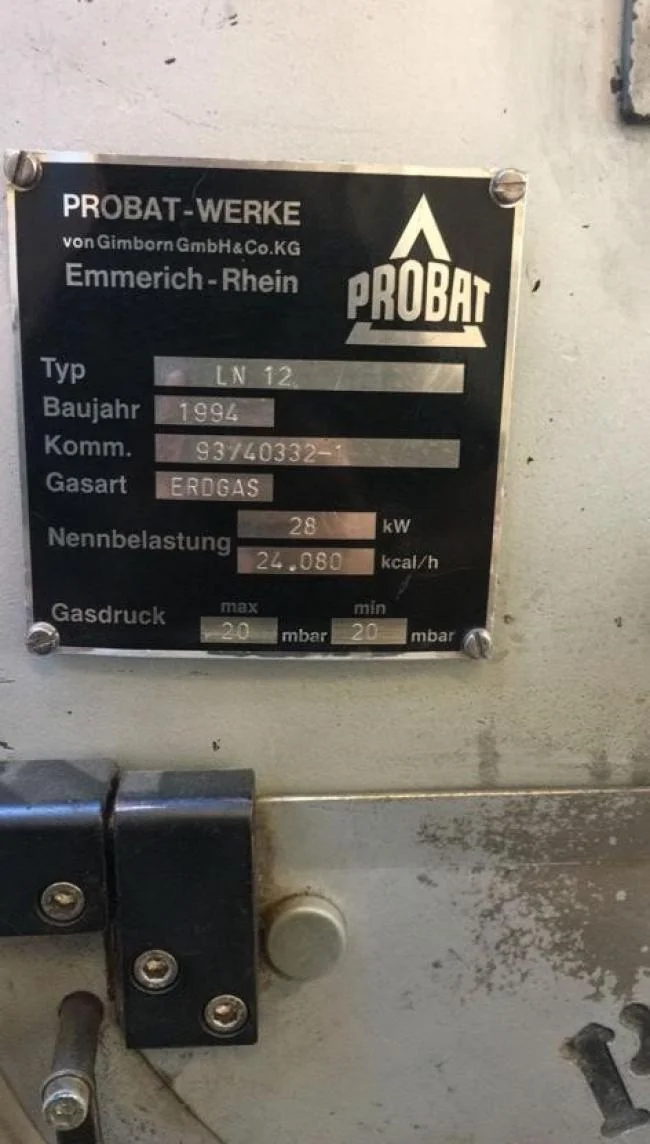 PROBAT-WERKE
von Gimborn GmbH & Co.KG
Emmerich-Rhein
PROBAT
Typ LN 12
Baujahr 1994
Komm. 93/40332-1
Gasart ERDGAS
Nennbelastung 28 kW
24.080 kcal/h
max min
Gasdruck 20 mbar 20 mbar